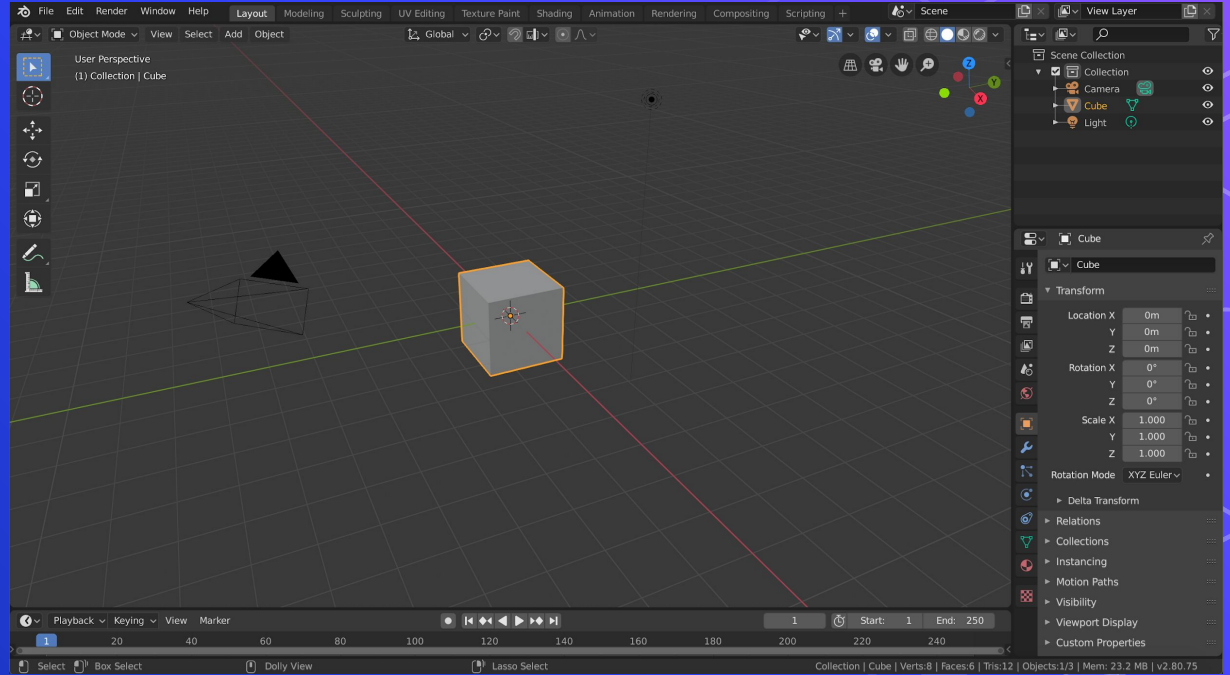 File Edit Render Window Help Layout Modeling Sculpting UV Editing Texture Paint Shading Animation Rendering Compositing Scripting + Scene View Layer
Object Mode View Select Add Object Global
User Perspective
(1) Collection | Cube
Z
Y
X
Scene Collection
Collection
Camera
Cube
Light
Cube
Cube
Transform
Location X 0m
Y 0m
Z 0m
Rotation X 0°
Y 0°
Z 0°
Scale X 1.000
Y 1.000
Z 1.000
Rotation Mode XYZ Euler
Delta Transform
Relations
Collections
Instancing
Motion Paths
Visibility
Viewport Display
Custom Properties
Playback Keying View Marker 1 Start: 1 End: 250
1 20 40 60 80 100 120 140 160 180 200 220 240
Select Box Select Dolly View Lasso Select Collection | Cube | Verts:8 | Faces:6 | Tris:12 | Objects:1/3 | Mem: 23.2 MB | v2.80.75